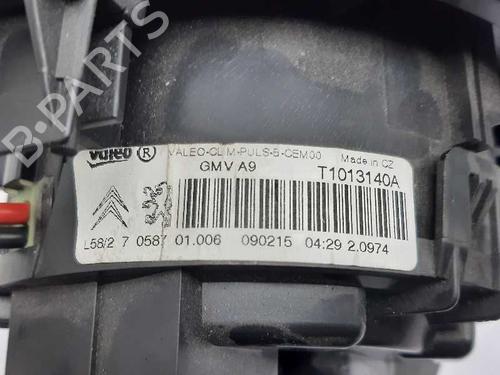 B-PARTS
Valeo ® VALEO-CLIM-PULS-B-CEM00 Made in CZ
GMV A9 T1013140A
L58/2 7 0587 01.006 090215 04:29 2.0974